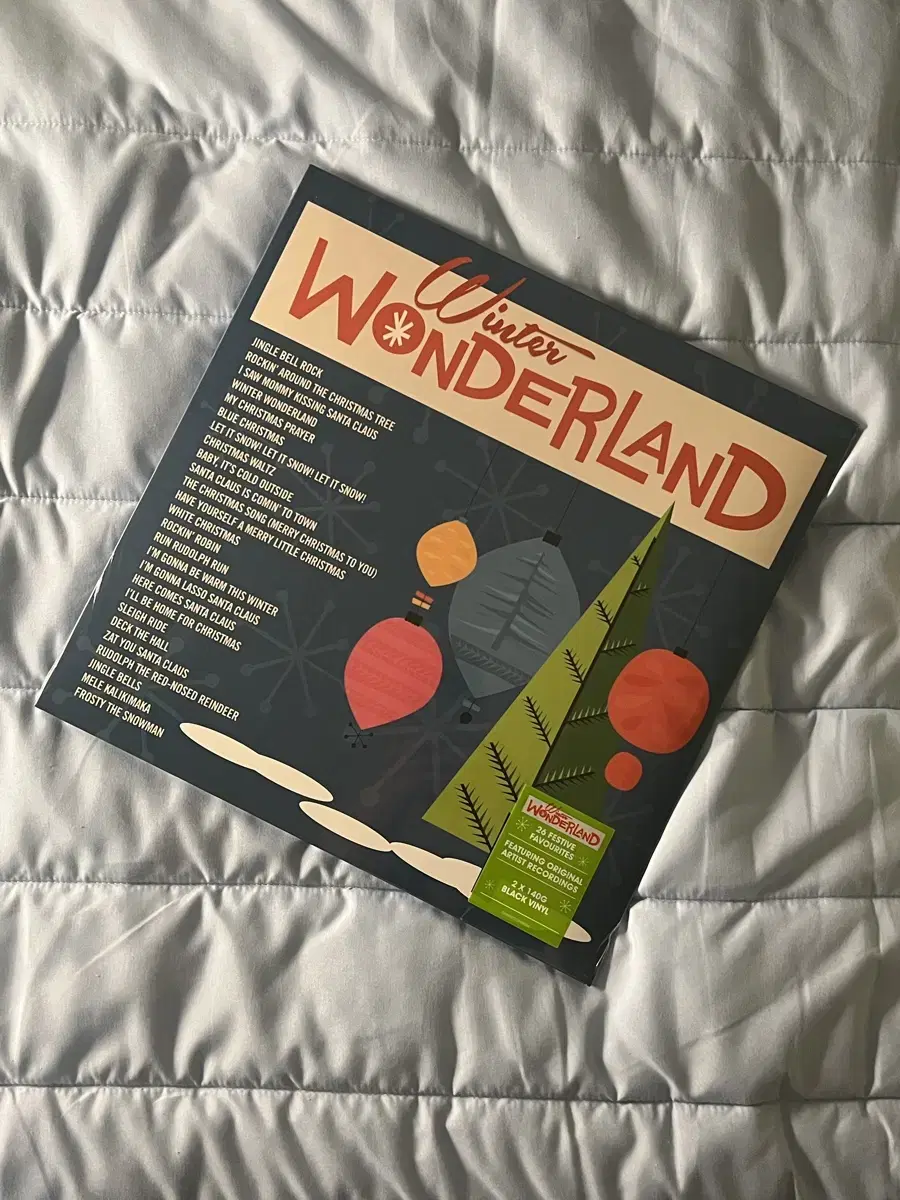 Winter
WONDERLAND
JINGLE BELL ROCK
ROCKIN' AROUND THE CHRISTMAS TREE
I SAW MOMMY KISSING SANTA CLAUS
WINTER WONDERLAND
MY CHRISTMAS PRAYER
BLUE CHRISTMAS
LET IT SNOW! LET IT SNOW! LET IT SNOW!
CHRISTMAS WALTZ
BABY, IT'S COLD OUTSIDE
SANTA CLAUS IS COMIN' TO TOWN
THE CHRISTMAS SONG (MERRY CHRISTMAS TO YOU)
HAVE YOURSELF A MERRY LITTLE CHRISTMAS
WHITE CHRISTMAS
ROCKIN' ROBIN
RUN RUDOLPH RUN
I'M GONNA BE WARM THIS WINTER
I'M GONNA LASSO SANTA CLAUS
HERE COMES SANTA CLAUS
I'LL BE HOME FOR CHRISTMAS
SLEIGH RIDE
DECK THE HALL
ZAT YOU SANTA CLAUS
RUDOLPH THE RED-NOSED REINDEER
JINGLE BELLS
MELE KALIKIMAKA
FROSTY THE SNOWMAN
Winter
WONDERLAND
26 FESTIVE
FAVOURITES
FEATURING ORIGINAL
ARTIST RECORDINGS
2 X 140G
BLACK VINYL